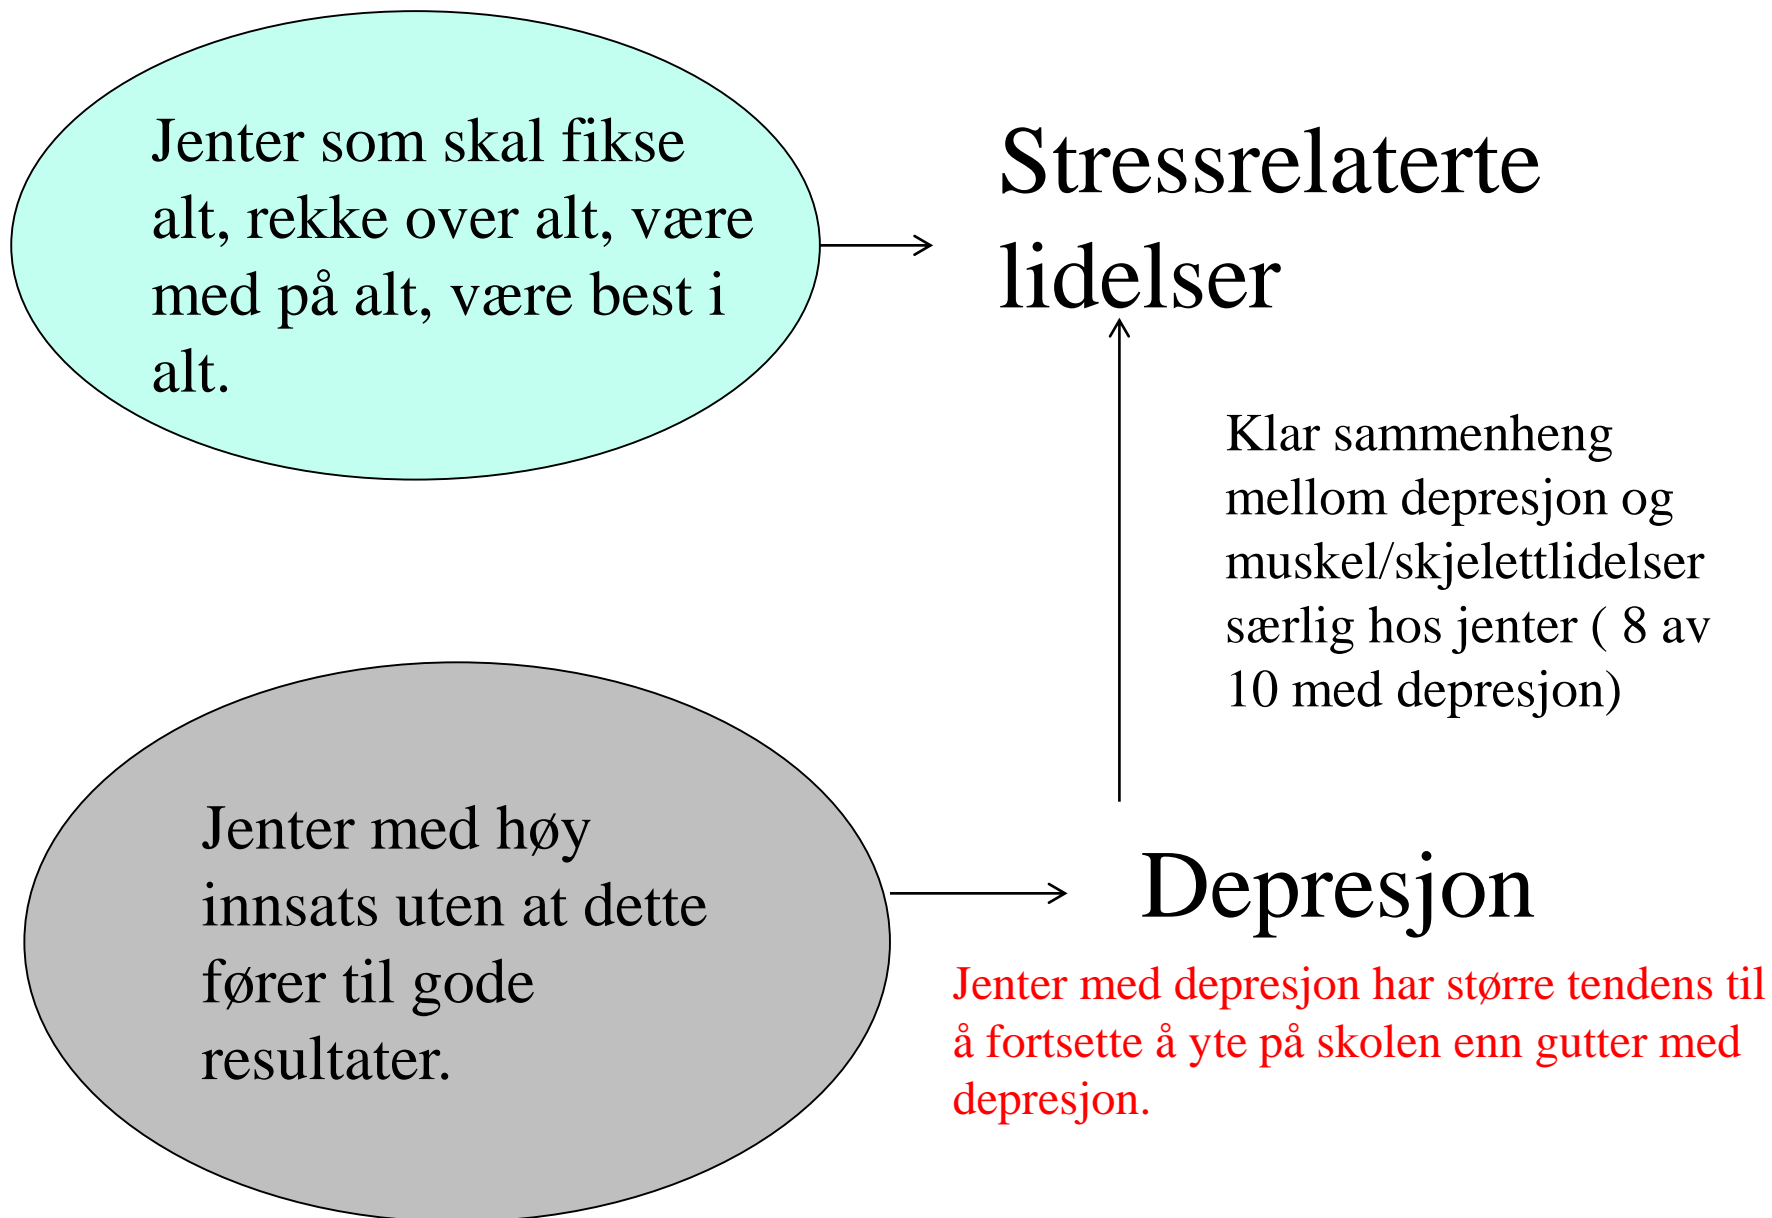 Jenter som skal fikse
alt, rekke over alt, være
med på alt, være best i
alt.
Stressrelaterte
lidelser
Klar sammenheng
mellom depresjon og
muskel/skjelettlidelser
særlig hos jenter ( 8 av
10 med depresjon)
Jenter med høy
innsats uten at dette
fører til gode
resultater.
Depresjon
Jenter med depresjon har større tendens til
å fortsette å yte på skolen enn gutter med
depresjon.